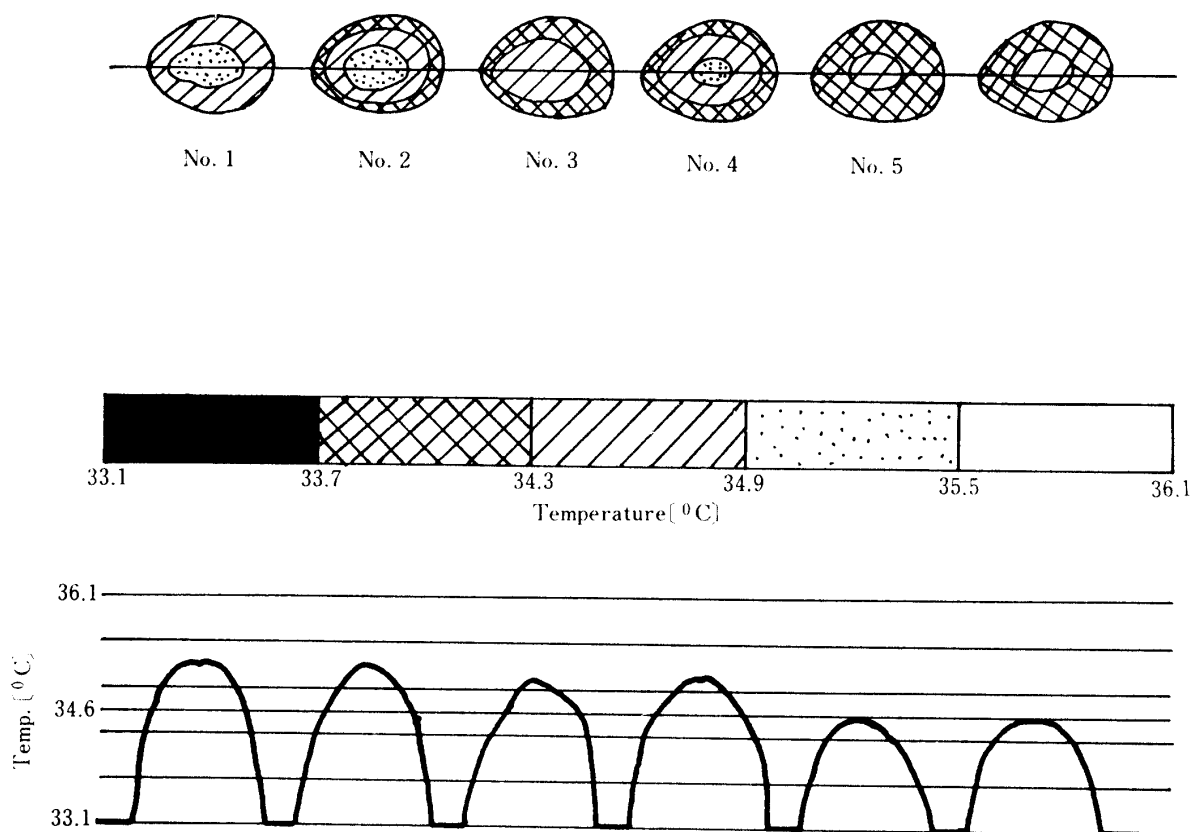 No. 1 No. 2 No. 3 No. 4 No. 5
33.1 33.7 34.3 34.9 35.5 36.1
Temperature[ ⁰C]
36.1
34.6
33.1
Temp. [ ⁰C]